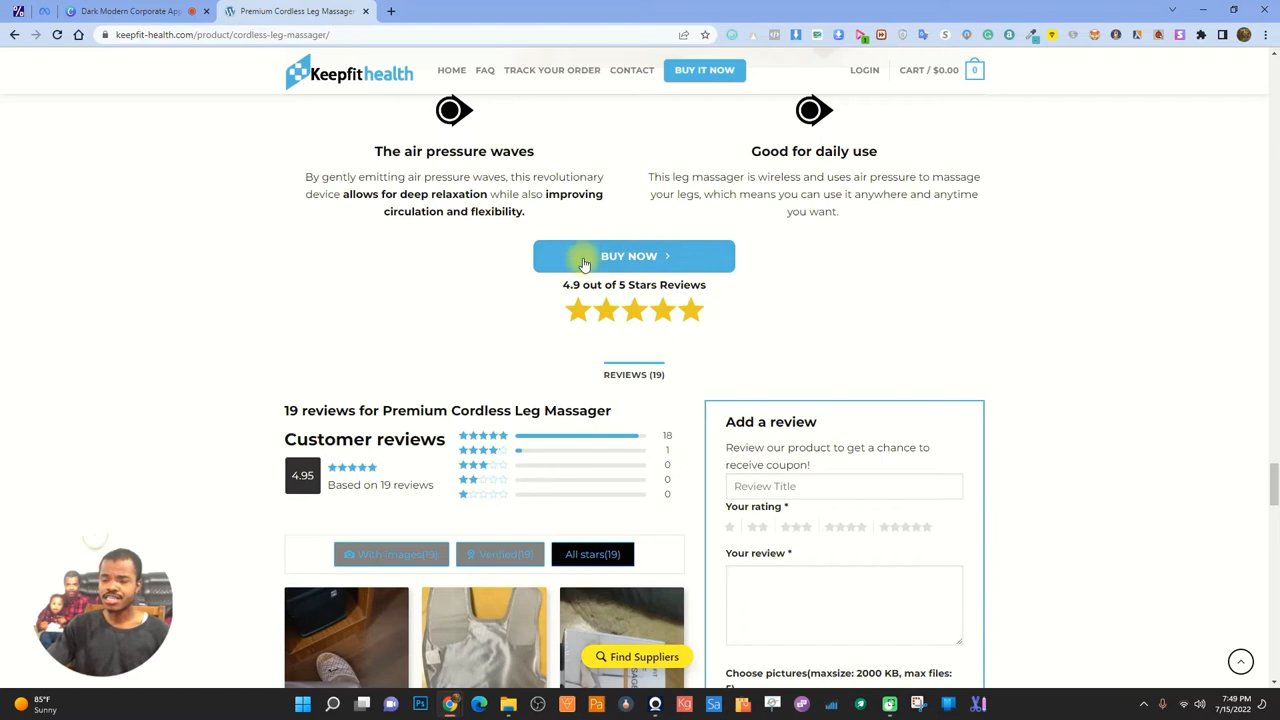 Dark Modern Corporate App
Premium Cordless Leg Massager
keepfit-health.com/product/cordless-leg-massager/
Keepfithealth
HOME FAQ TRACK YOUR ORDER CONTACT BUY IT NOW LOGIN CART / $0.00 0
The air pressure waves
By gently emitting air pressure waves, this revolutionary
device allows for deep relaxation while also improving
circulation and flexibility.
Good for daily use
This leg massager is wireless and uses air pressure to massage
your legs, which means you can use it anywhere and anytime
you want.
BUY NOW >
4.9 out of 5 Stars Reviews
REVIEWS (19)
19 reviews for Premium Cordless Leg Massager
Customer reviews
4.95
Based on 19 reviews
18
1
0
0
0
With images(19) Verified(19) All stars(19)
Add a review
Review our product to get a chance to
receive coupon!
Review Title
Your rating *
Your review *
Choose pictures(maxsize: 2000 KB, max files:
Find Suppliers
85°F
Sunny
Ps
Pa
Kg
Sa
7:49 PM
7/15/2022